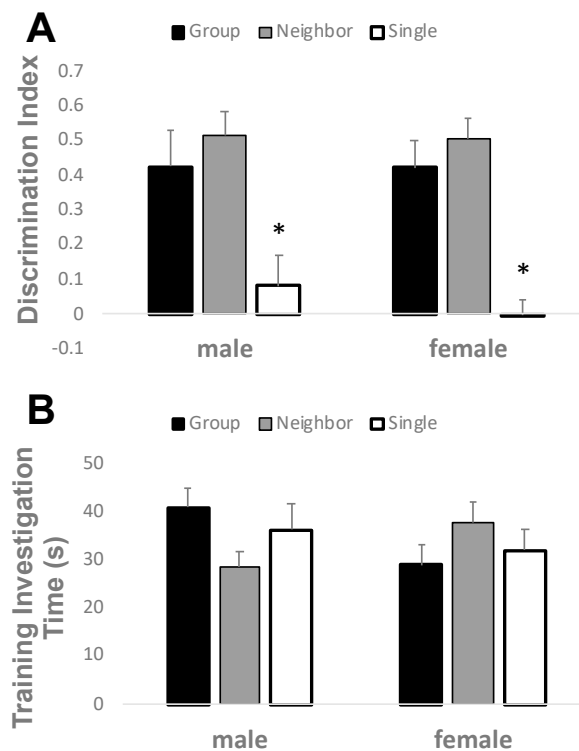 A
Group Neighbor Single
Discrimination Index
0.7
0.6
0.5
0.4
0.3
0.2
0.1
0
-0.1
*
*
male female
B
Group Neighbor Single
Training Investigation
Time (s)
50
40
30
20
10
0
male female